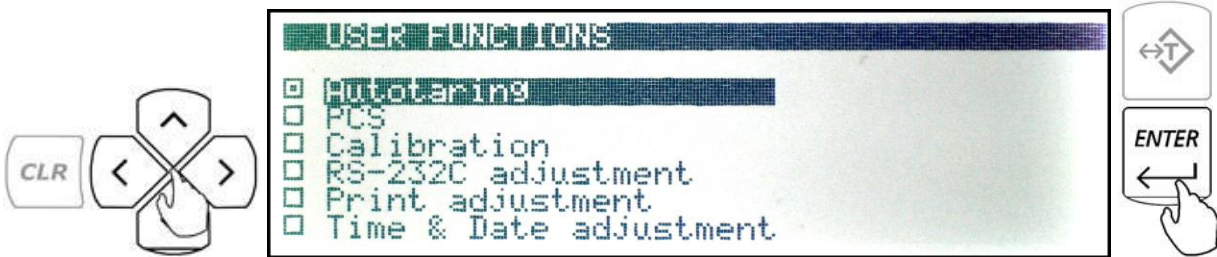 USER FUNCTIONS
Autotaring
PCS
Calibration
RS-232C adjustment
Print adjustment
Time & Date adjustment
CLR
T
ENTER